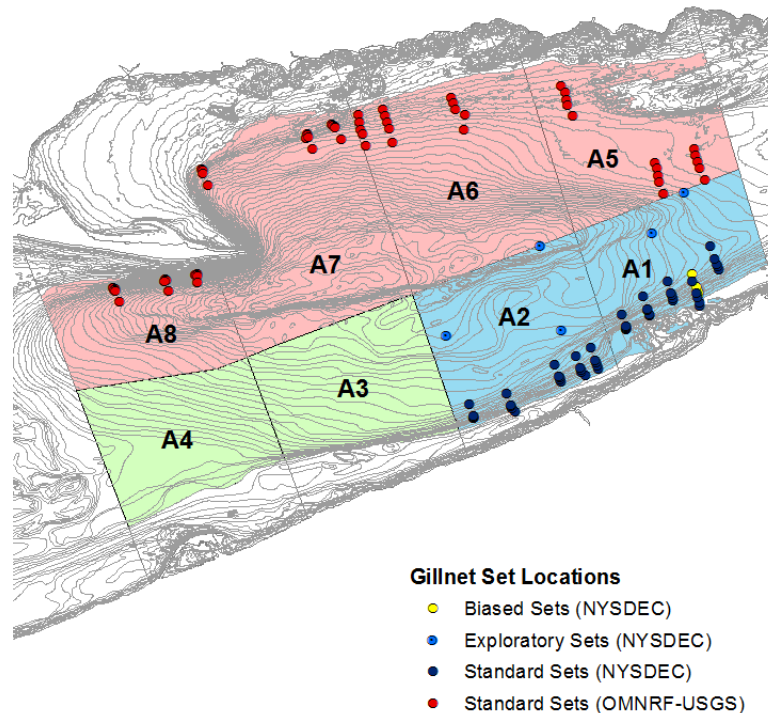 A5
A6
A7
A1
A2
A8
A3
A4
Gillnet Set Locations
Biased Sets (NYSDEC)
Exploratory Sets (NYSDEC)
Standard Sets (NYSDEC)
Standard Sets (OMNRF-USGS)